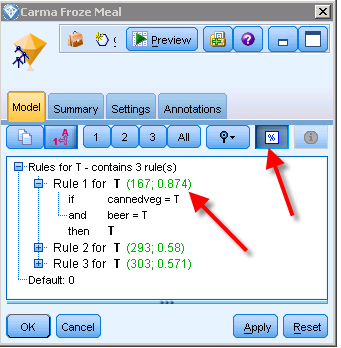 Carma Froze Meal
Preview
Model Summary Settings Annotations
1 2 3 All %
Rules for T - contains 3 rule(s)
Rule 1 for T (167; 0.874)
if cannedveg = T
and beer = T
then T
Rule 2 for T (293; 0.58)
Rule 3 for T (303; 0.571)
Default: 0
OK Cancel Apply Reset